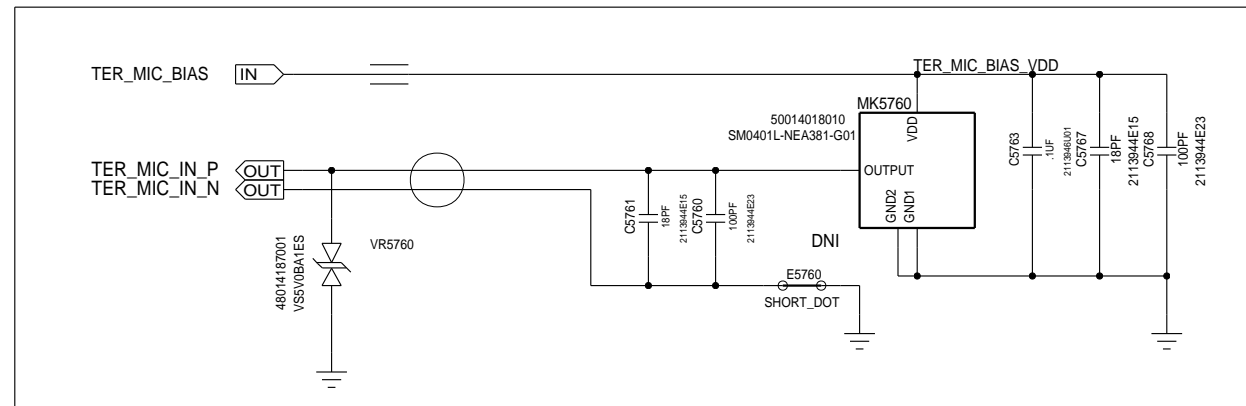 TER_MIC_BIAS
IN
TER_MIC_BIAS_VDD
MK5760
50014018010
SM0401L-NEA381-G01
VDD
OUTPUT
GND2
GND1
C5763
.1UF
2113946U01
C5767
18PF
2113944E15
C5768
100PF
2113944E23
TER_MIC_IN_P
OUT
TER_MIC_IN_N
OUT
C5761
18PF
2113944E15
C5760
100PF
2113944E23
DNI
48014187001
VS5V0BA1ES
VR5760
E5760
SHORT_DOT